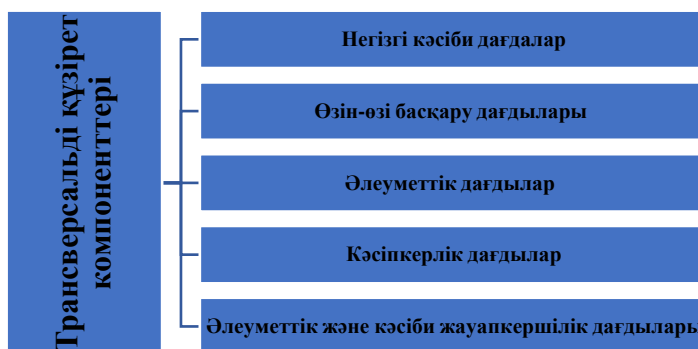 Трансверсальді құзірет
компоненттері
Негізгі кәсіби дағдалар
Өзін-өзі басқару дағдылары
Әлеуметтік дағдылар
Кәсіпкерлік дағдылар
Әлеуметтік және кәсіби жауапкершілік дағдылары